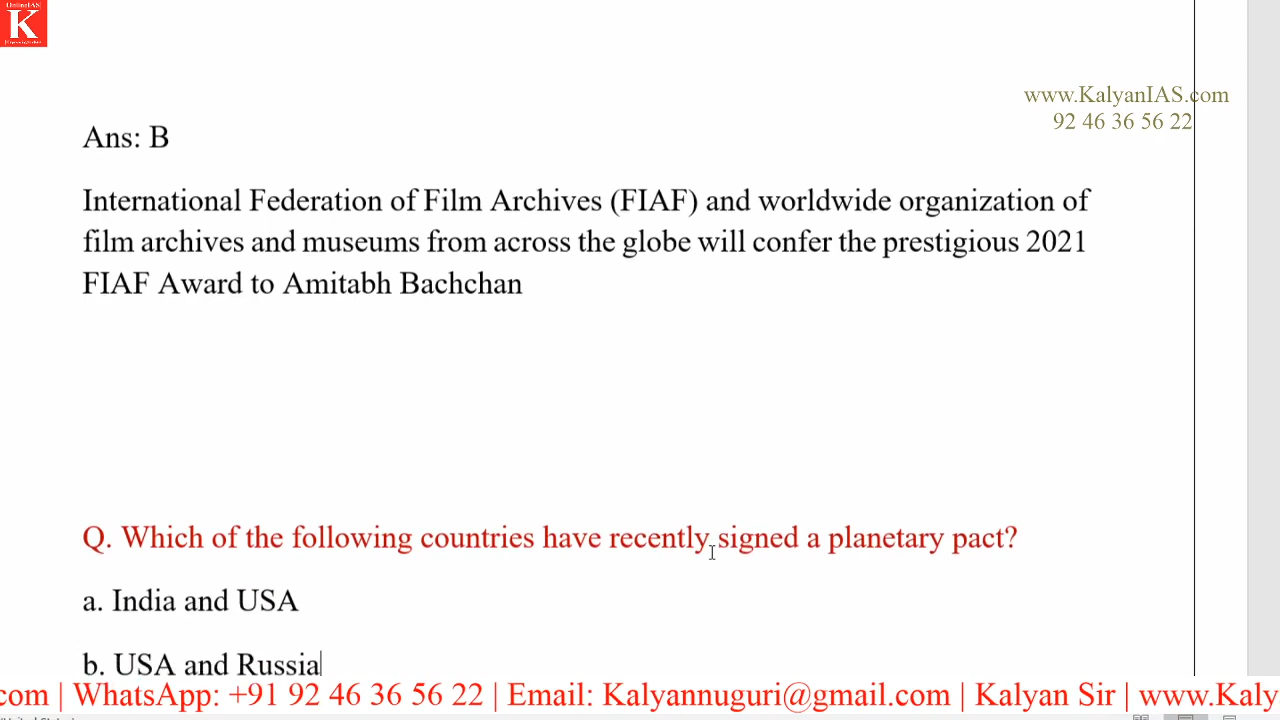 OnlineIAS
K
www.KalyanIAS.com
92 46 36 56 22
Ans: B
International Federation of Film Archives (FIAF) and worldwide organization of
film archives and museums from across the globe will confer the prestigious 2021
FIAF Award to Amitabh Bachchan
Q. Which of the following countries have recently signed a planetary pact?
a. India and USA
b. USA and Russia
com | WhatsApp: +91 92 46 36 56 22 | Email: Kalyannuguri@gmail.com | Kalyan Sir | www.Kaly